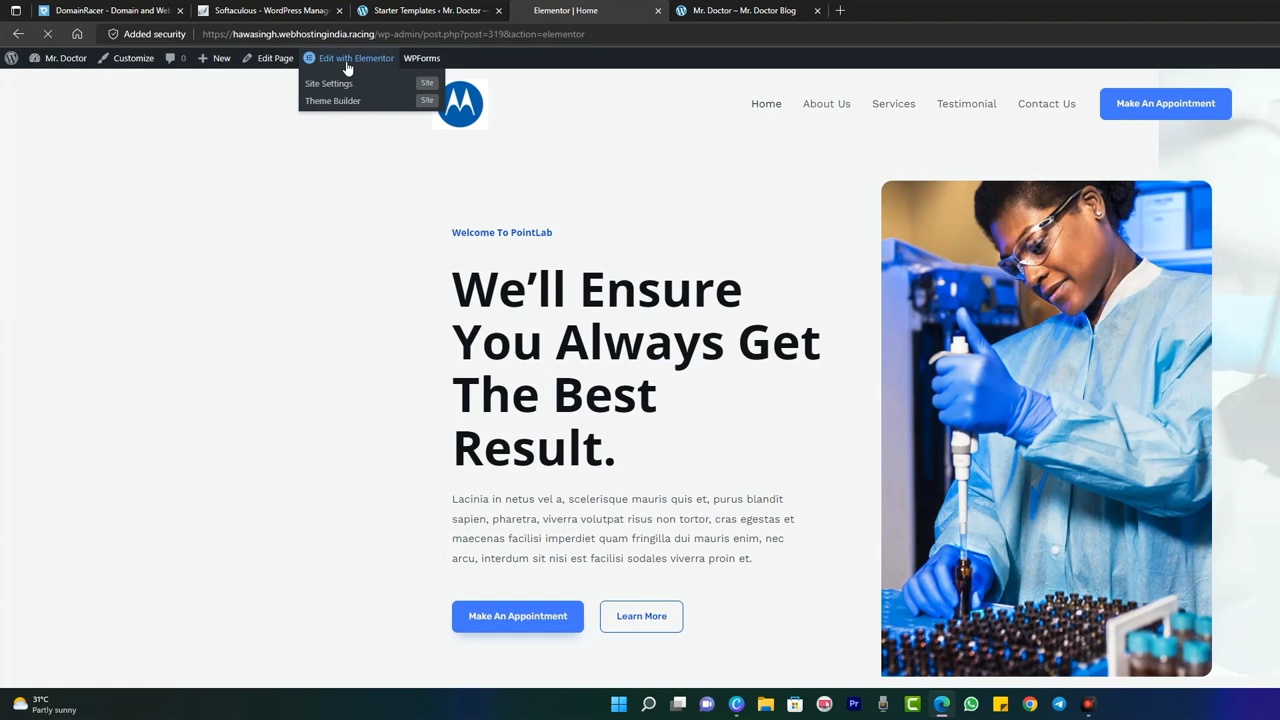 DomainRacer - Domain and Web
Softaculous - WordPress Manage
Starter Templates ‹ Mr. Doctor —
Elementor | Home
Mr. Doctor – Mr. Doctor Blog
Added security
https://hawasingh.webhostingindia.racing/wp-admin/post.php?post=319&action=elementor
Mr. Doctor
Customize
0
New
Edit Page
Edit with Elementor
WPForms
Site Settings
Site
Theme Builder
Site
Home
About Us
Services
Testimonial
Contact Us
Make An Appointment
Welcome To PointLab
We’ll Ensure
You Always Get
The Best
Result.
Lacinia in netus vel a, scelerisque mauris quis et, purus blandit
sapien, pharetra, viverra volutpat risus non tortor, cras egestas et
maecenas facilisi imperdiet quam fringilla dui mauris enim, nec
arcu, interdum sit nisi est facilisi sodales viverra proin et.
Make An Appointment
Learn More
31°C
Partly sunny
Pr